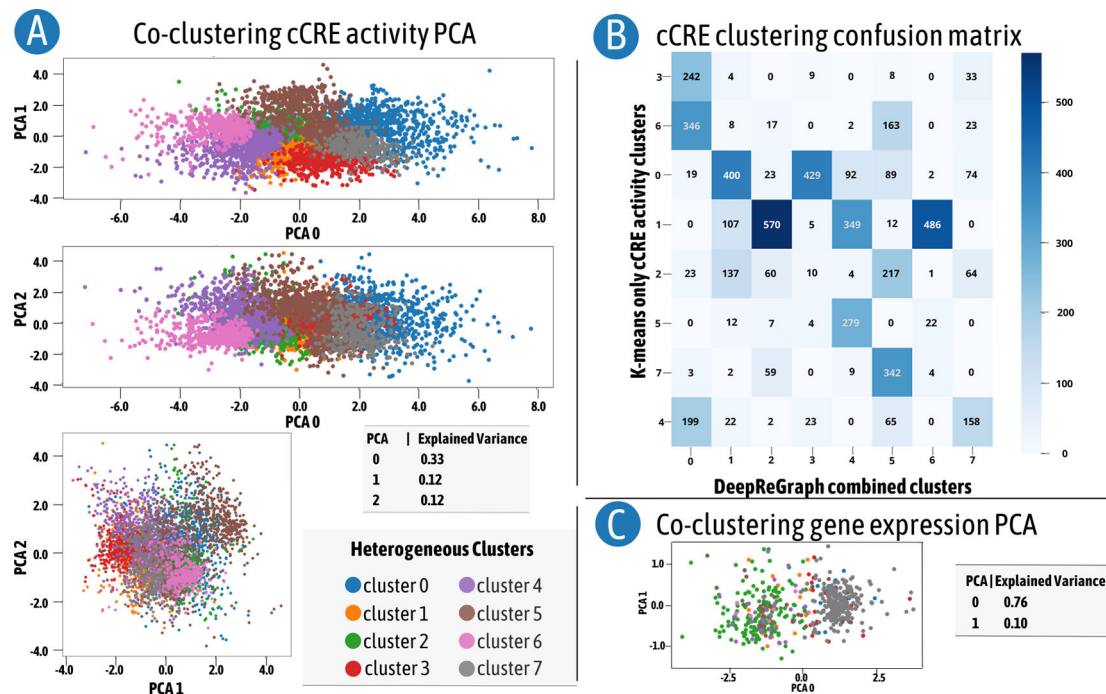 A
Co-clustering cCRE activity PCA
4.0
2.0
0.0
-2.0
-4.0
PCA 1
-6.0 -4.0 -2.0 0.0 2.0 4.0 6.0 8.0
PCA 0
4.0
2.0
0.0
-2.0
-4.0
PCA 2
-6.0 -4.0 -2.0 0.0 2.0 4.0 6.0 8.0
PCA 0
4.0
2.0
0.0
-2.0
-4.0
PCA 2
-4.0 -2.0 0.0 2.0 4.0
PCA 1
PCA | Explained Variance
0 0.33
1 0.12
2 0.12
Heterogeneous Clusters
cluster 0 cluster 4
cluster 1 cluster 5
cluster 2 cluster 6
cluster 3 cluster 7
B
cCRE clustering confusion matrix
K-means only cCRE activity clusters
3 242 4 0 9 0 8 0 33
6 346 8 17 0 2 163 0 23
0 19 400 23 429 92 89 2 74
1 0 107 570 5 349 12 486 0
2 23 137 60 10 4 217 1 64
5 0 12 7 4 279 0 22 0
7 3 2 59 0 9 342 4 0
4 199 22 2 23 0 65 0 158
0 1 2 3 4 5 6 7
DeepReGraph combined clusters
500
400
300
200
100
0
C
Co-clustering gene expression PCA
1.0
0.0
-1.0
PCA 1
-2.5 0.0 2.5
PCA 0
PCA | Explained Variance
0 0.76
1 0.10